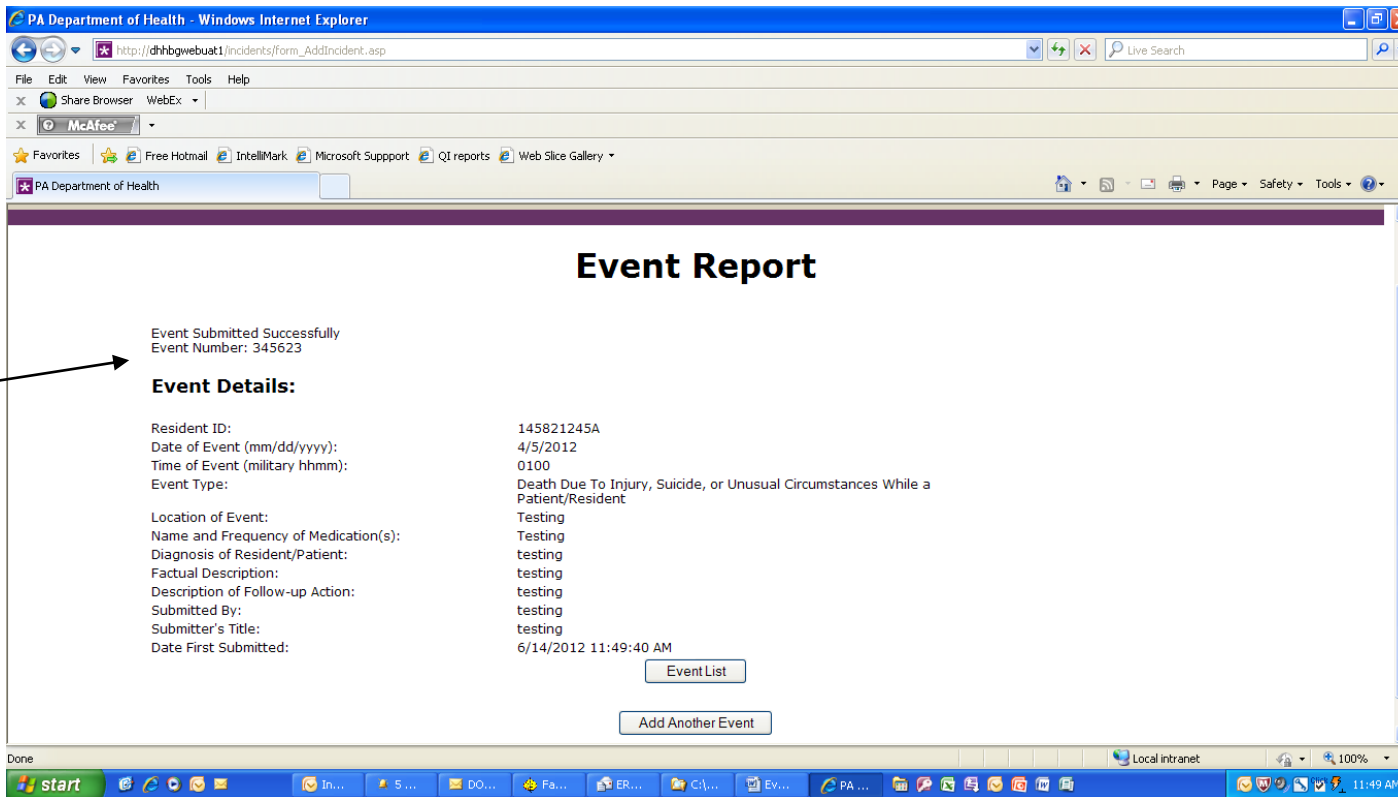 PA Department of Health - Windows Internet Explorer
http://dhhbgwebuat1/incidents/form_AddIncident.asp
Live Search
File Edit View Favorites Tools Help
x Share Browser WebEx
x McAfee
Favorites Free Hotmail IntelliMark Microsoft Suppport QI reports Web Slice Gallery
PA Department of Health
Page Safety Tools
Event Report
Event Submitted Successfully
Event Number: 345623
Event Details:
Resident ID: 145821245A
Date of Event (mm/dd/yyyy): 4/5/2012
Time of Event (military hhmm): 0100
Event Type: Death Due To Injury, Suicide, or Unusual Circumstances While a
Patient/Resident
Location of Event: Testing
Name and Frequency of Medication(s): Testing
Diagnosis of Resident/Patient: testing
Factual Description: testing
Description of Follow-up Action: testing
Submitted By: testing
Submitter's Title: testing
Date First Submitted: 6/14/2012 11:49:40 AM
Event List
Add Another Event
Done Local intranet 100%
start In... 5 ... DO... Fa... ER... C:\... Ev... PA ... 11:49 AM